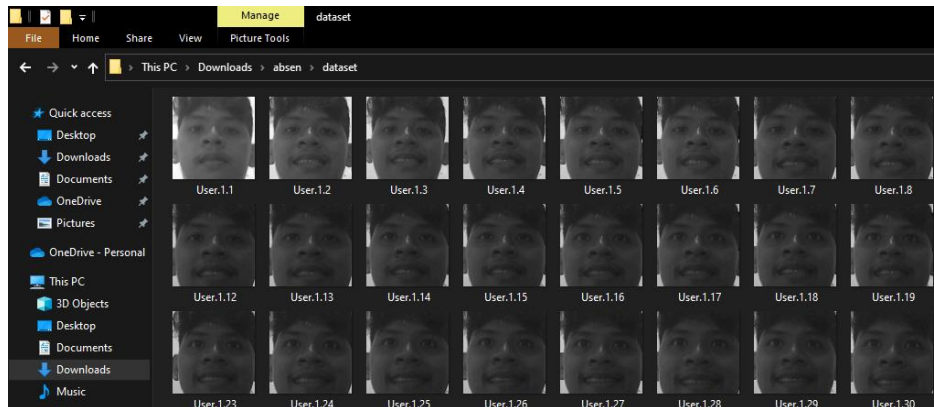 Manage
dataset
File
Home
Share
View
Picture Tools
This PC > Downloads > absen > dataset
Quick access
Desktop
Downloads
Documents
OneDrive
Pictures
OneDrive - Personal
This PC
3D Objects
Desktop
Documents
Downloads
Music
User.1.1
User.1.2
User.1.3
User.1.4
User.1.5
User.1.6
User.1.7
User.1.8
User.1.12
User.1.13
User.1.14
User.1.15
User.1.16
User.1.17
User.1.18
User.1.19
User.1.23
User.1.24
User.1.25
User.1.26
User.1.27
User.1.28
User.1.29
User.1.30